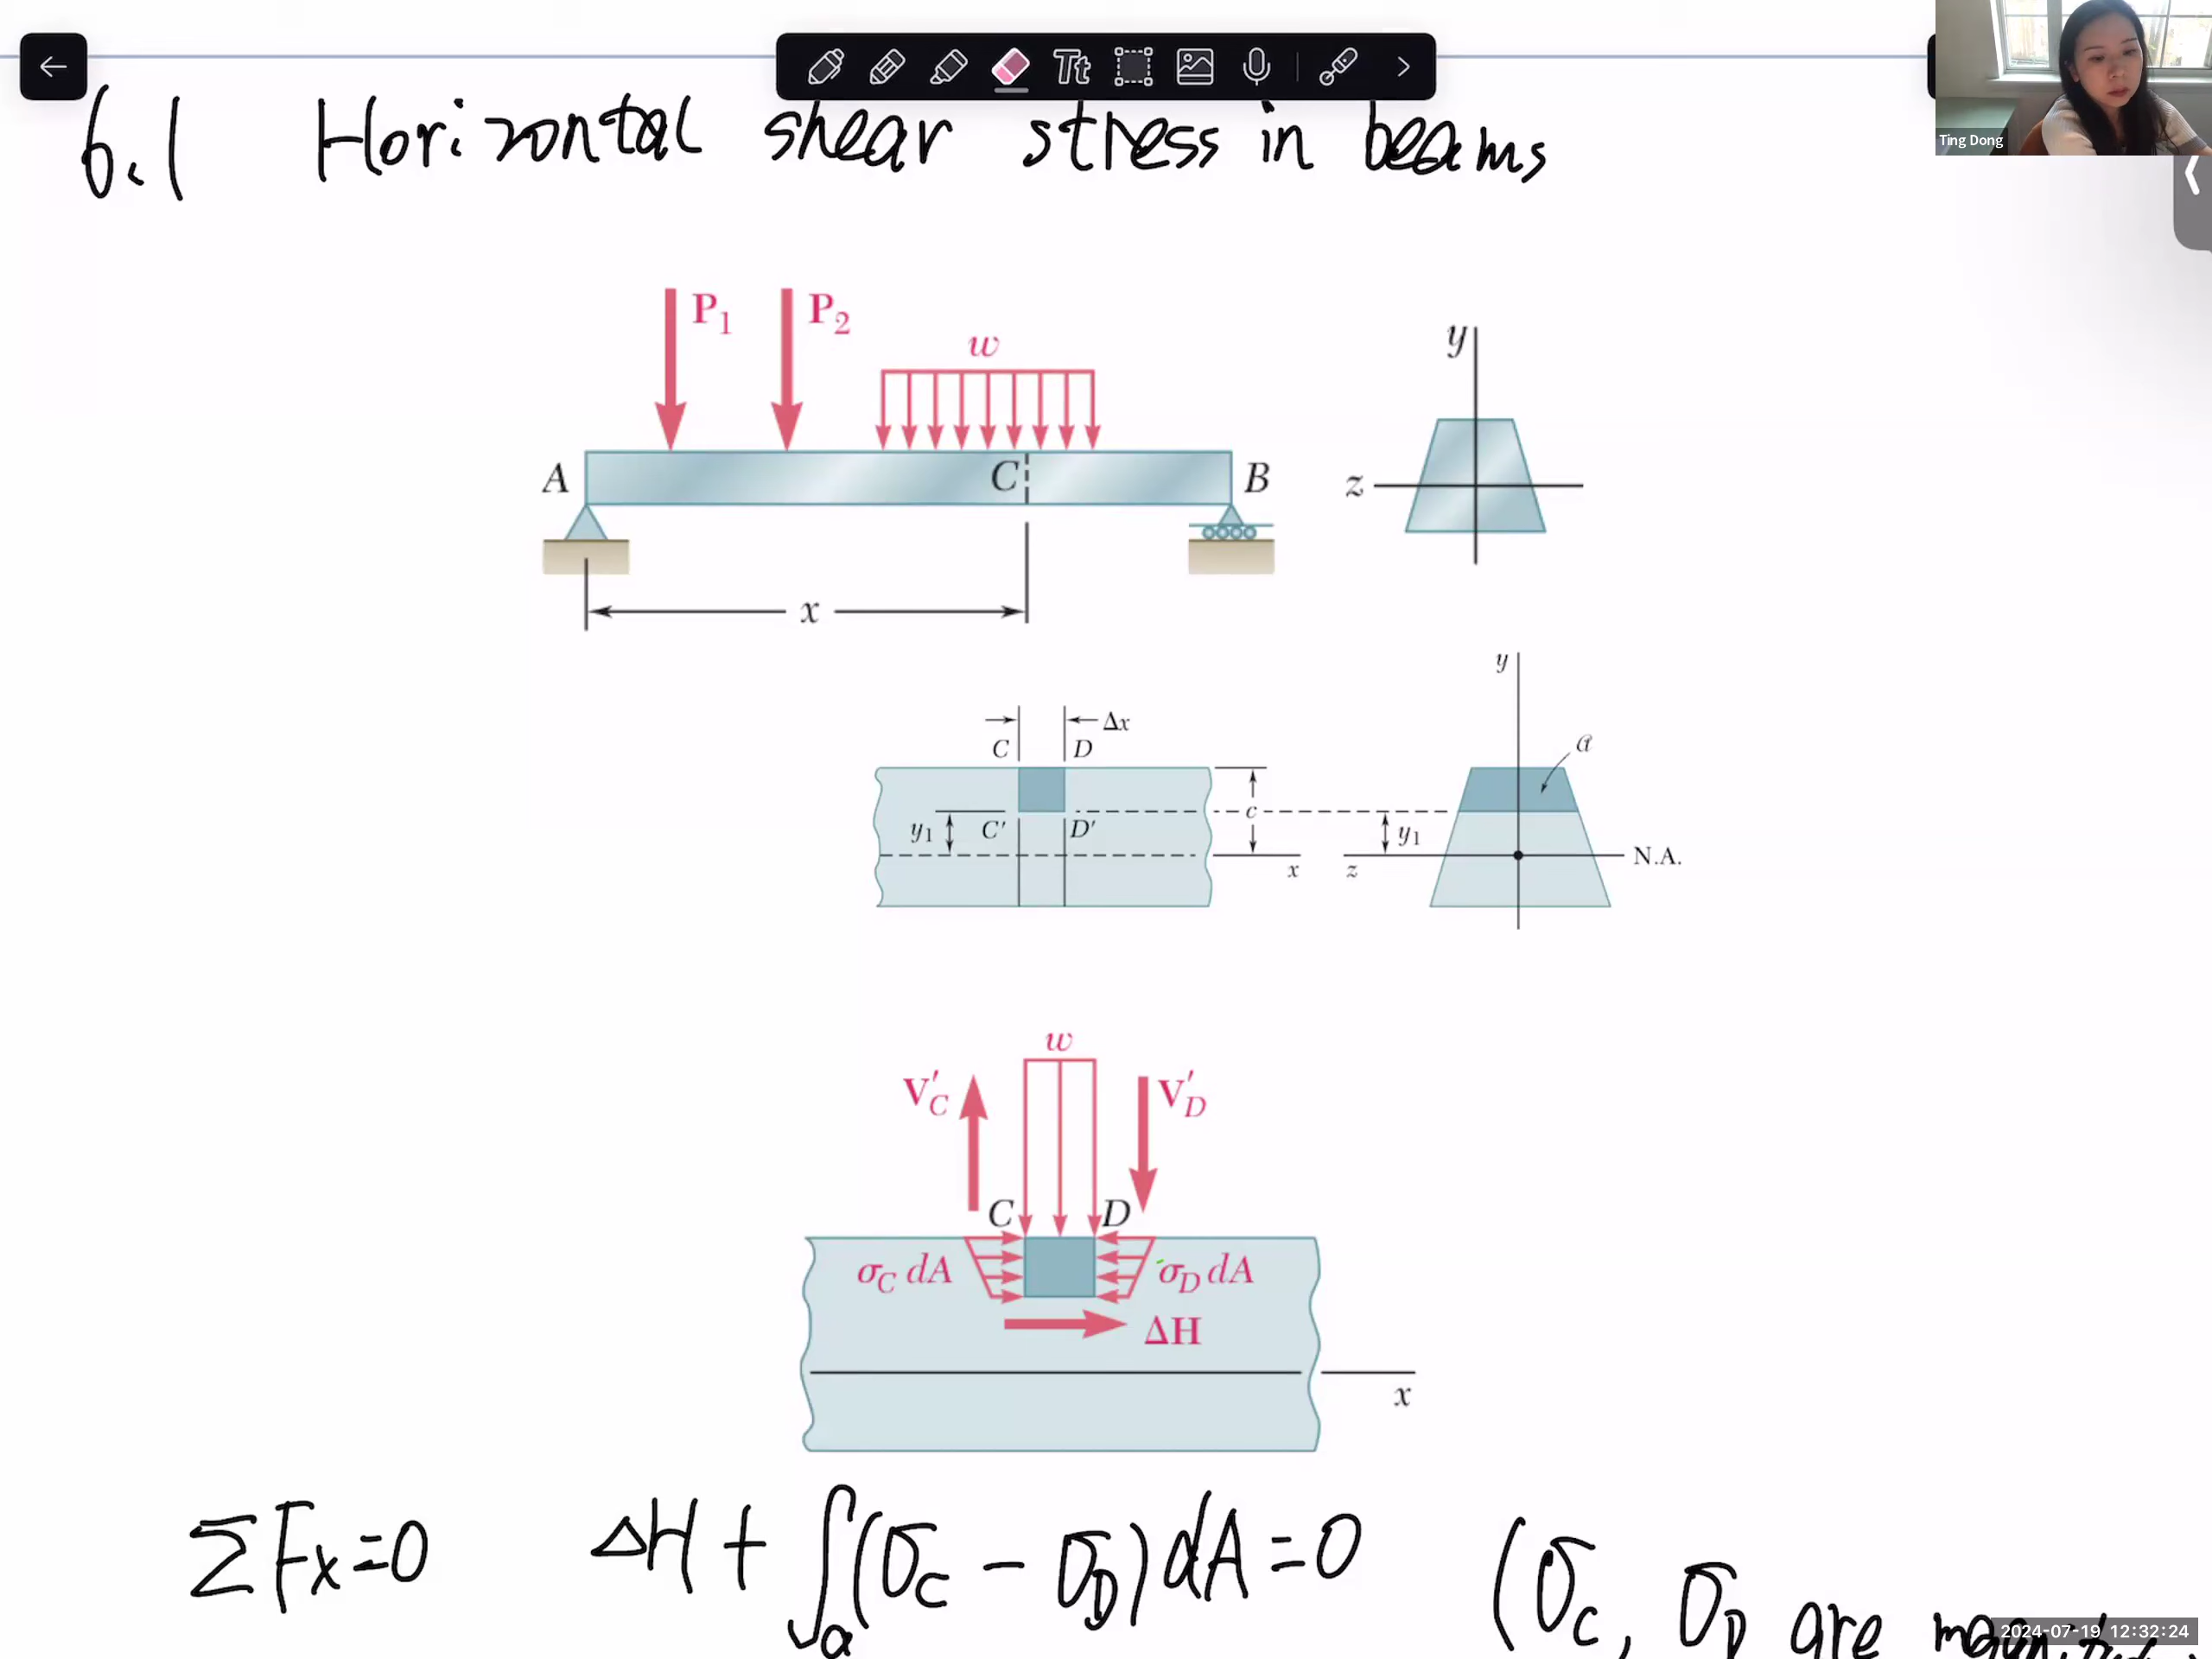 Tt
Ting Dong
6.1 Horizontal shear stress in beams
P1 P2
w
y
A C B
z
x
y
Δx
C D
a
c
y1 C' D' y1
N.A.
x z
w
V'C V'D
C D
σC dA σD dA
ΔH
x
ΣFx=0 ΔH + ∫a (σC - σD) dA = 0 (σC, σD are
2024-07-19 12:32:24